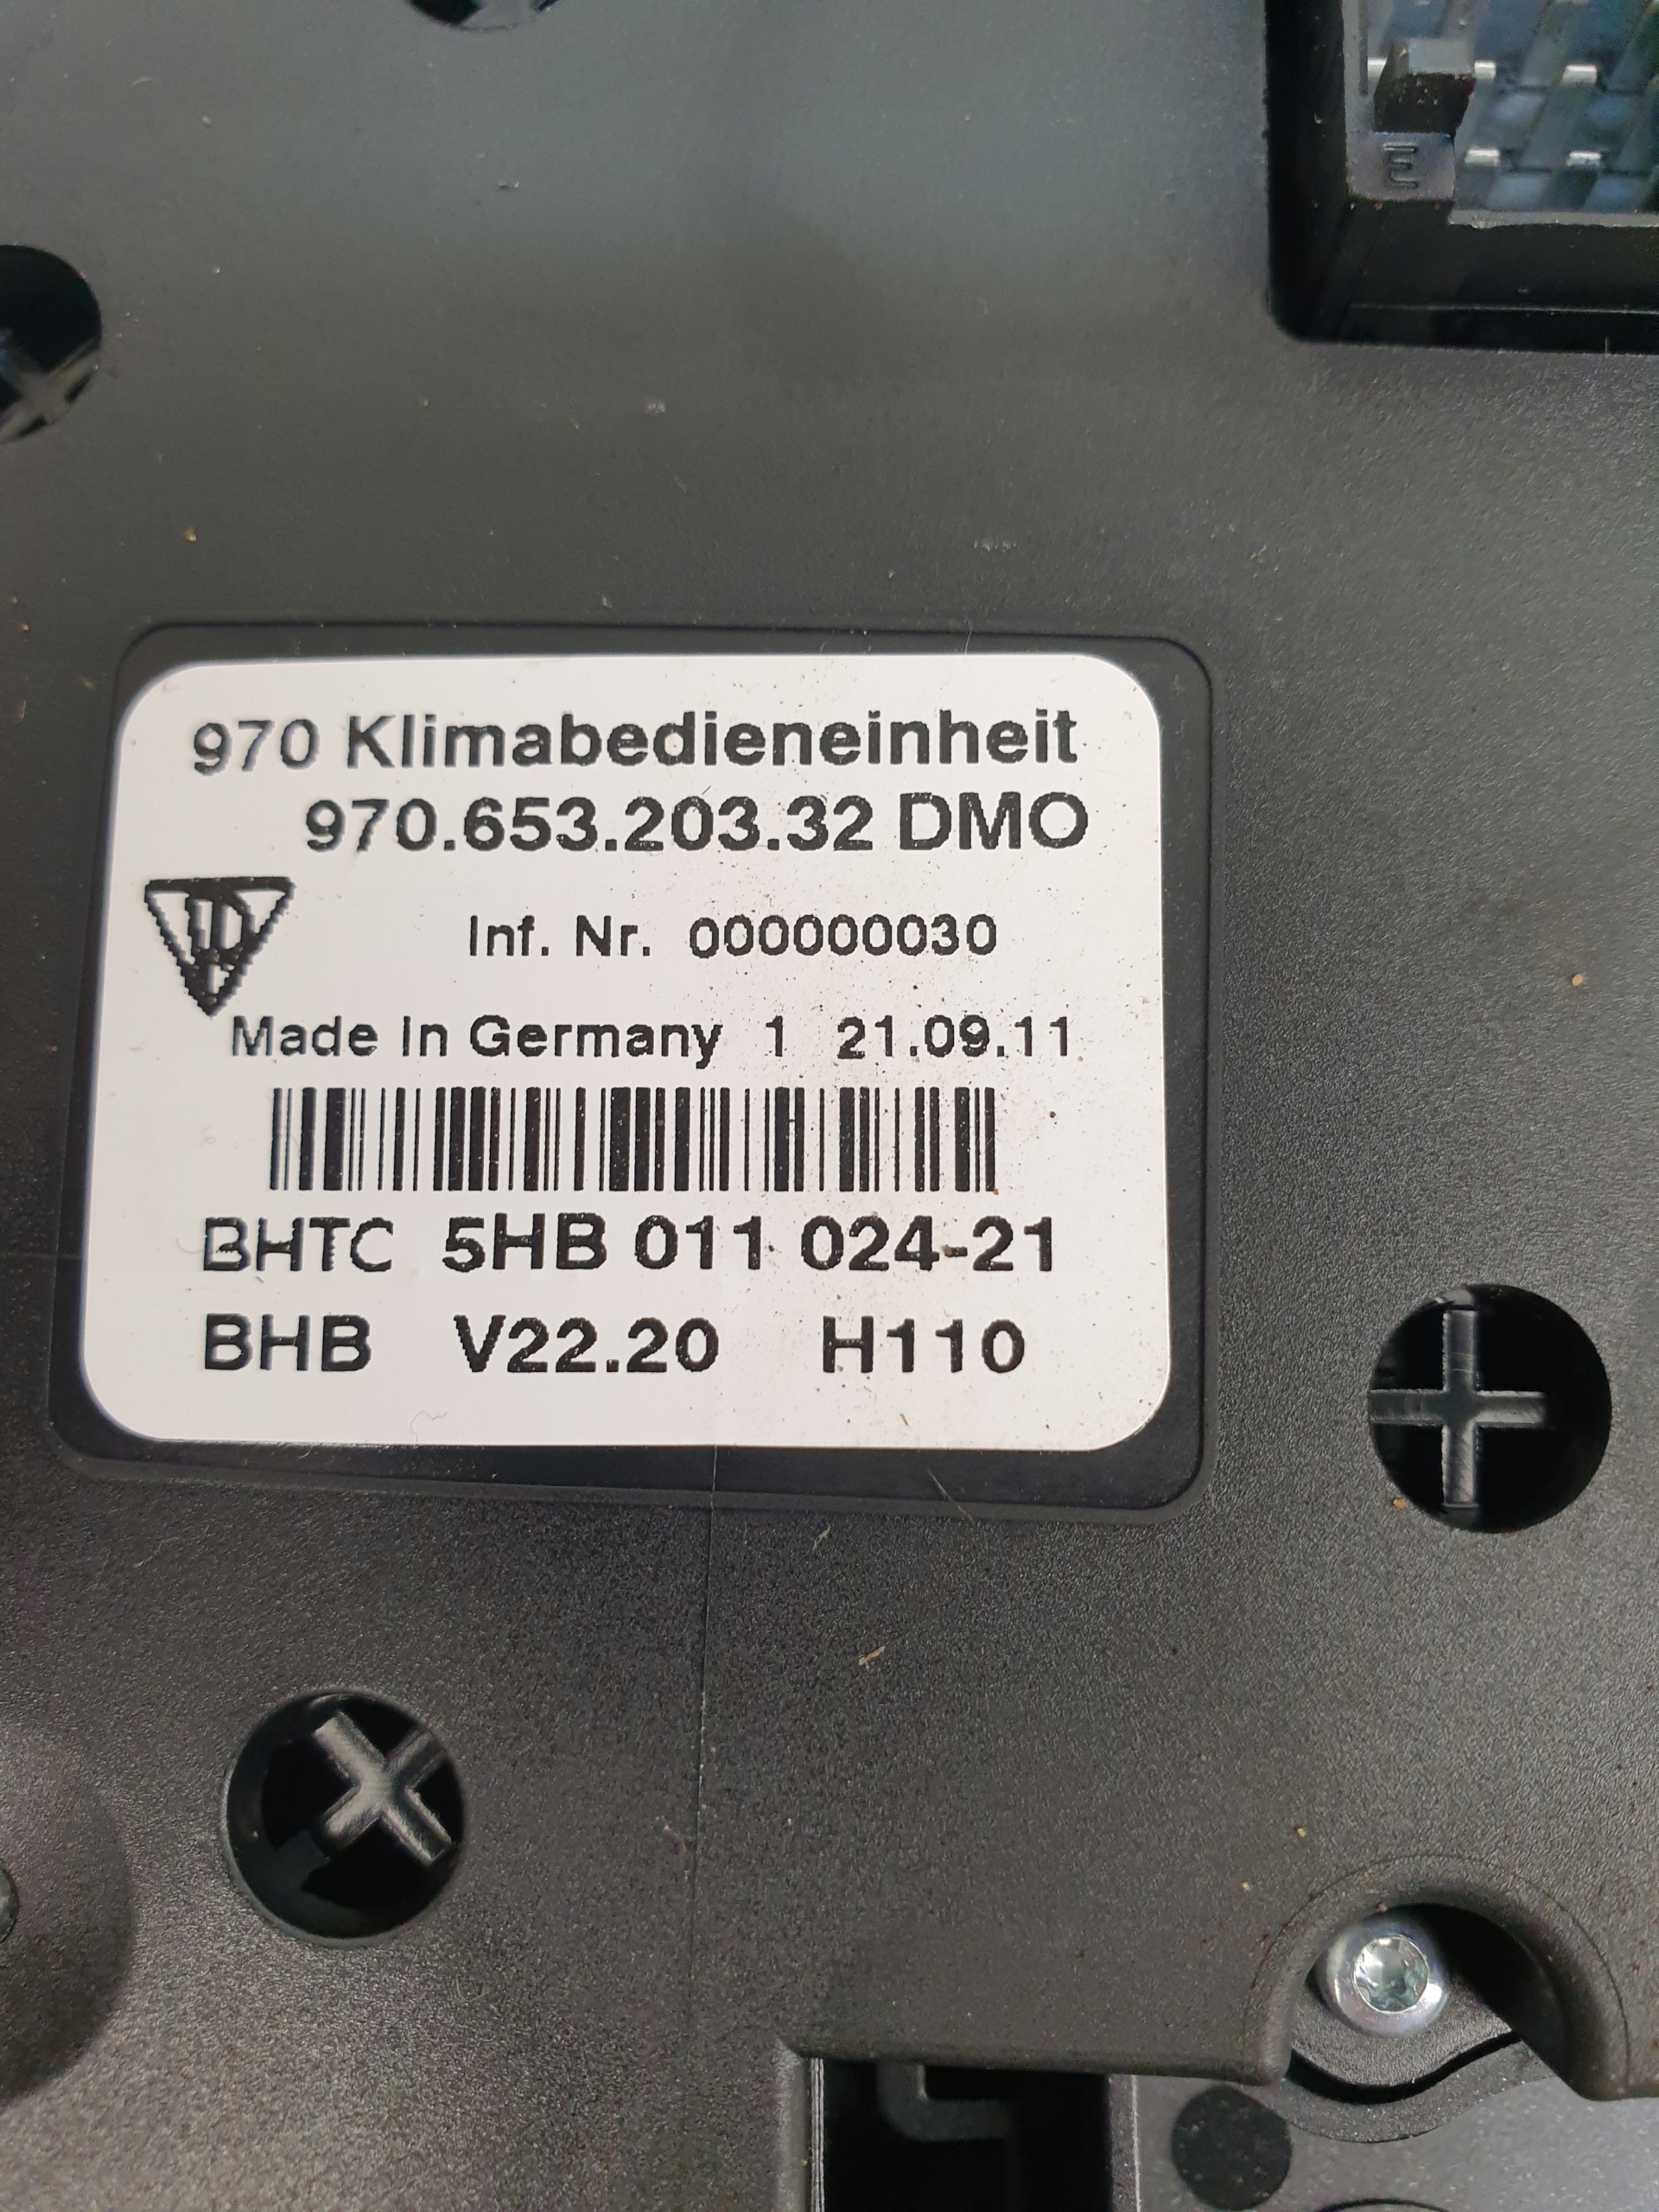 E
970 Klimabedieneinheit
970.653.203.32 DMO
Inf. Nr. 000000030
Made In Germany 1 21.09.11
BHTC 5HB 011 024-21
BHB V22.20 H110